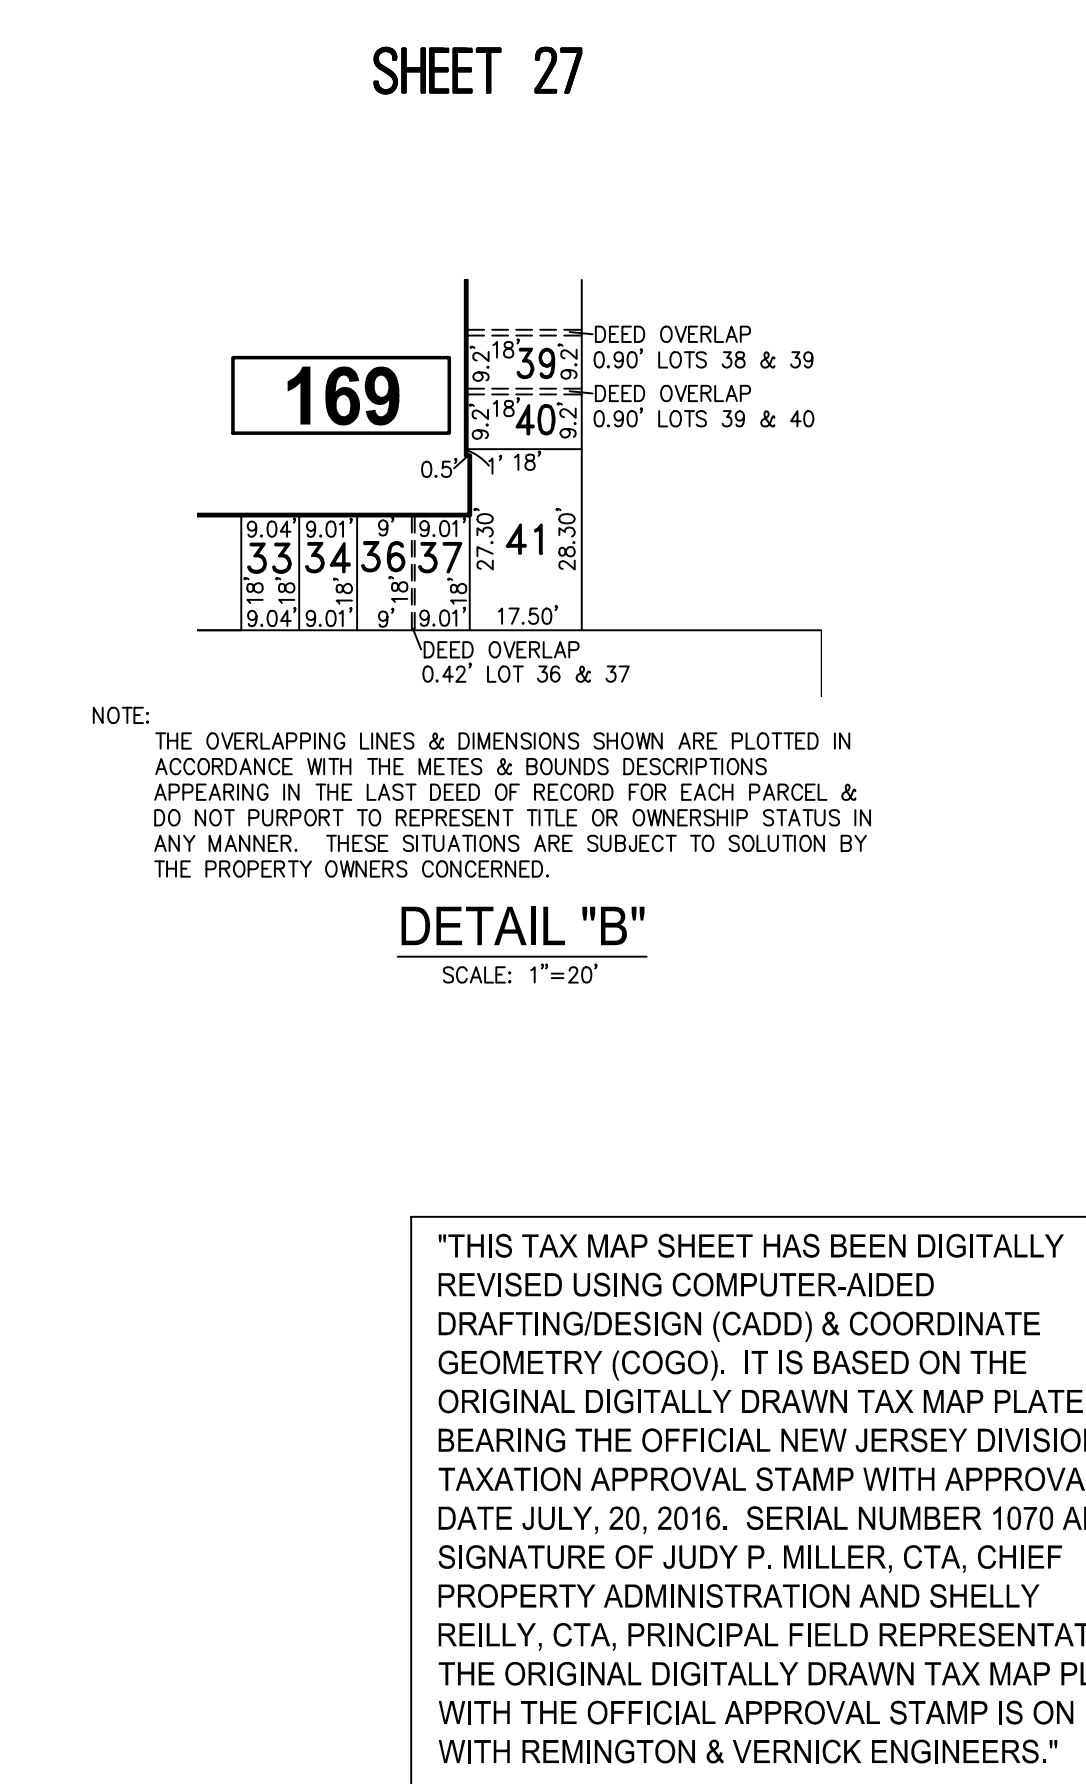 SHEET 27
DEED OVERLAP
0.90' LOTS 38 & 39
9.2' 18' 39 9.2'
169
DEED OVERLAP
0.90' LOTS 39 & 40
9.2' 18' 40 9.2'
0.5' 1' 18'
9.04' 9.01' 9' 9.01'
33 34 36 37 27.30' 41 28.30'
18' 18' 18' 18' 18'
9.04' 9.01' 9' 9.01' 17.50'
DEED OVERLAP
0.42' LOT 36 & 37
NOTE:
THE OVERLAPPING LINES & DIMENSIONS SHOWN ARE PLOTTED IN
ACCORDANCE WITH THE METES & BOUNDS DESCRIPTIONS
APPEARING IN THE LAST DEED OF RECORD FOR EACH PARCEL &
DO NOT PURPORT TO REPRESENT TITLE OR OWNERSHIP STATUS IN
ANY MANNER. THESE SITUATIONS ARE SUBJECT TO SOLUTION BY
THE PROPERTY OWNERS CONCERNED.
DETAIL "B"
SCALE: 1"=20'
"THIS TAX MAP SHEET HAS BEEN DIGITALLY
REVISED USING COMPUTER-AIDED
DRAFTING/DESIGN (CADD) & COORDINATE
GEOMETRY (COGO). IT IS BASED ON THE
ORIGINAL DIGITALLY DRAWN TAX MAP PLATE
BEARING THE OFFICIAL NEW JERSEY DIVISIO
TAXATION APPROVAL STAMP WITH APPROVA
DATE JULY, 20, 2016. SERIAL NUMBER 1070 A
SIGNATURE OF JUDY P. MILLER, CTA, CHIEF
PROPERTY ADMINISTRATION AND SHELLY
REILLY, CTA, PRINCIPAL FIELD REPRESENTAT
THE ORIGINAL DIGITALLY DRAWN TAX MAP PL
WITH THE OFFICIAL APPROVAL STAMP IS ON
WITH REMINGTON & VERNICK ENGINEERS."